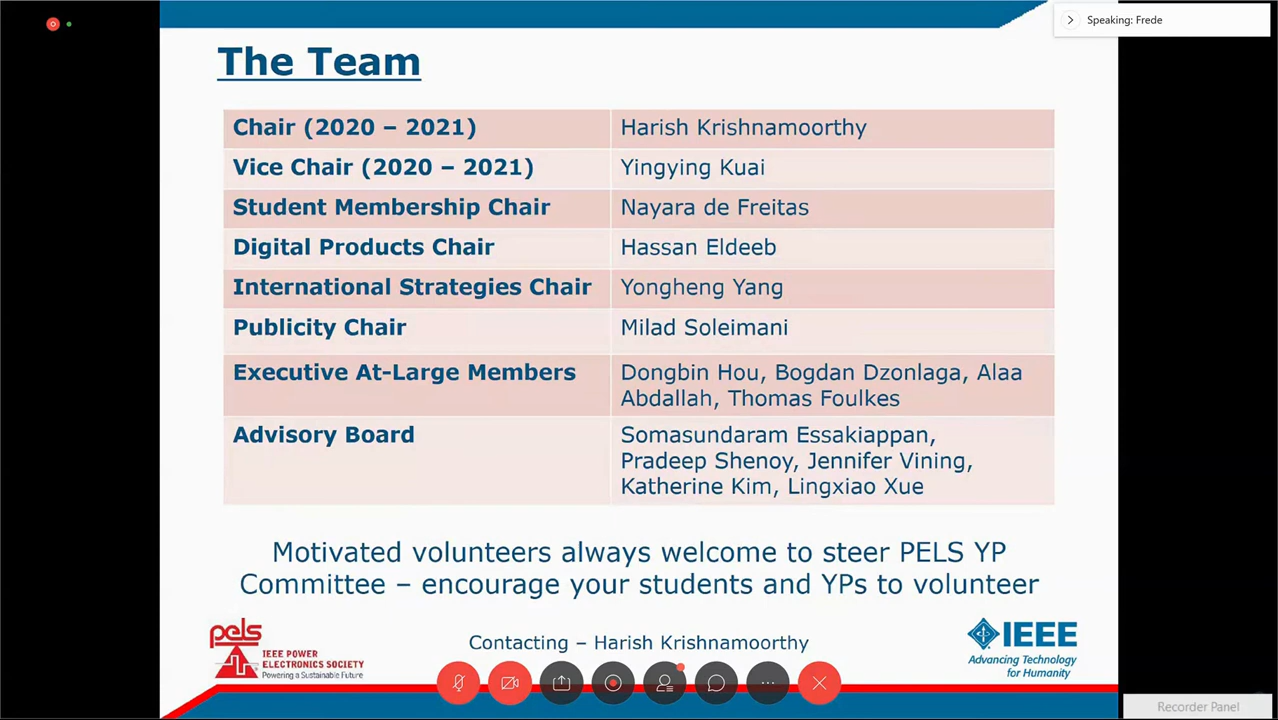 Speaking: Frede
The Team
Chair (2020 – 2021) Harish Krishnamoorthy
Vice Chair (2020 – 2021) Yingying Kuai
Student Membership Chair Nayara de Freitas
Digital Products Chair Hassan Eldeeb
International Strategies Chair Yongheng Yang
Publicity Chair Milad Soleimani
Executive At-Large Members Dongbin Hou, Bogdan Dzonlaga, Alaa
Abdallah, Thomas Foulkes
Advisory Board Somasundaram Essakiappan,
Pradeep Shenoy, Jennifer Vining,
Katherine Kim, Lingxiao Xue
Motivated volunteers always welcome to steer PELS YP
Committee – encourage your students and YPs to volunteer
Contacting – Harish Krishnamoorthy
pels
IEEE POWER
ELECTRONICS SOCIETY
Powering a Sustainable Future
IEEE
Advancing Technology
for Humanity
Recorder Panel